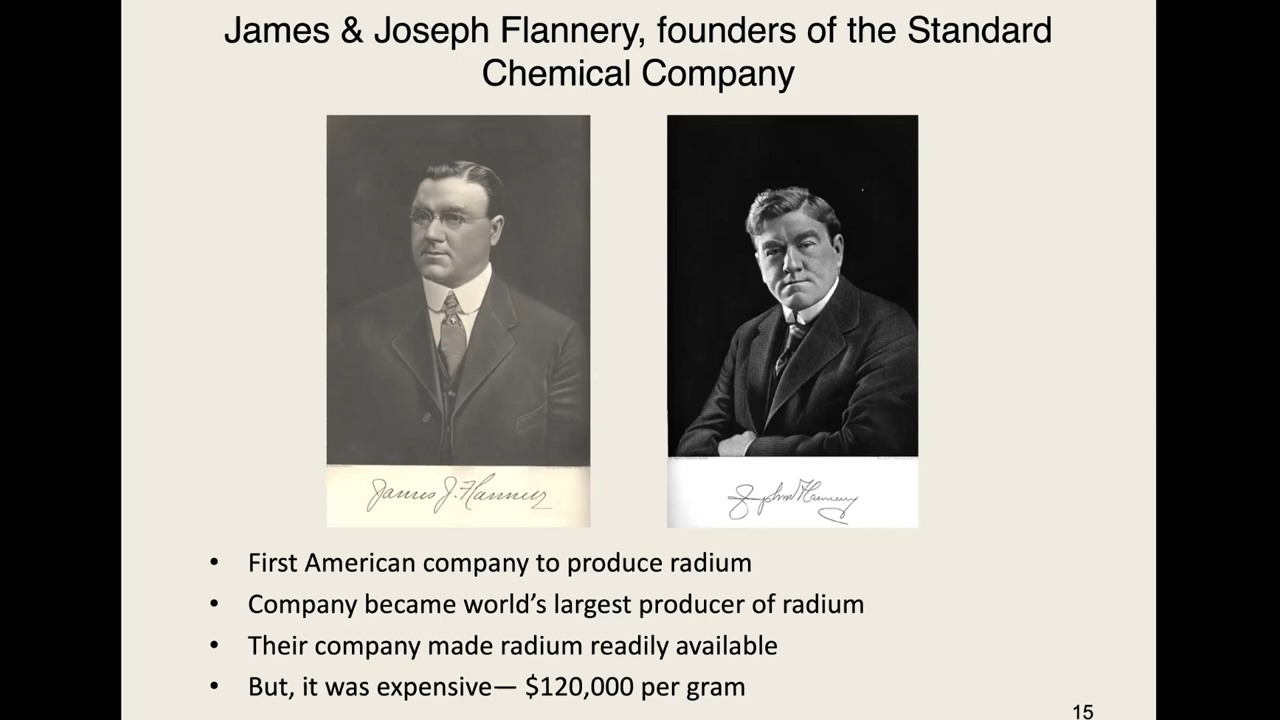 James & Joseph Flannery, founders of the Standard
Chemical Company
James J. Flannery
• First American company to produce radium
• Company became world’s largest producer of radium
• Their company made radium readily available
• But, it was expensive— $120,000 per gram
15